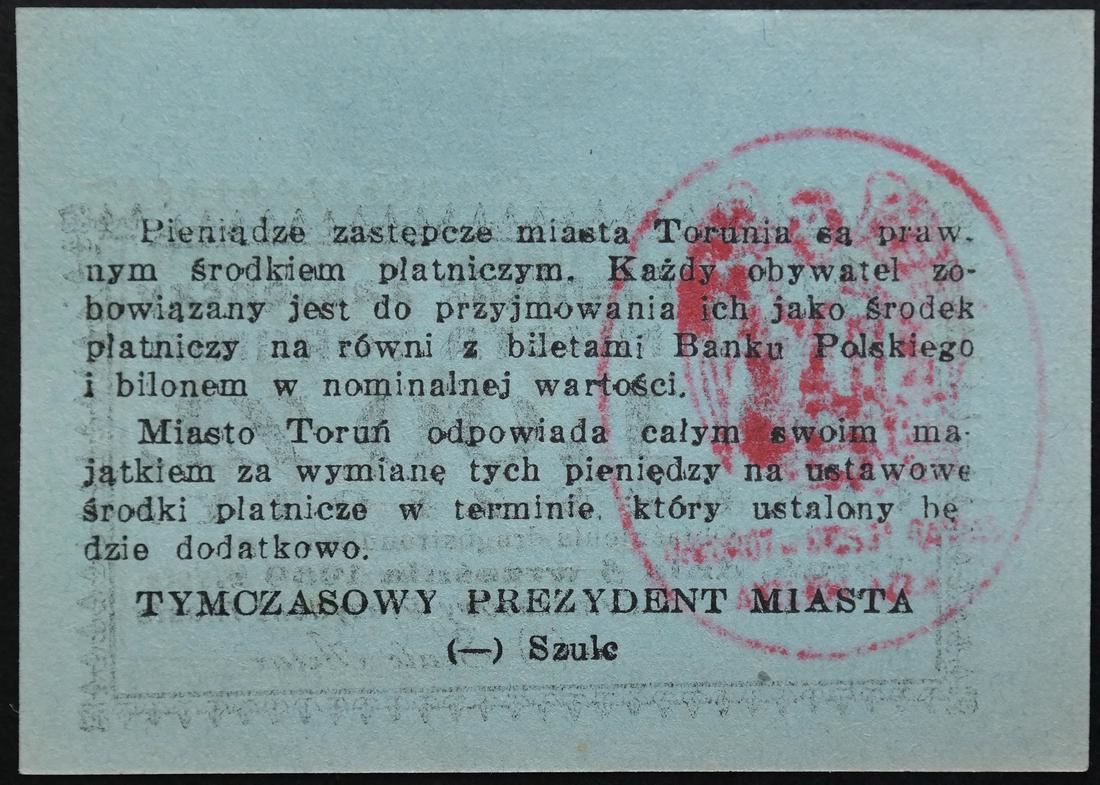 Pieniądze zastępcze miasta Torunia są praw-
nym środkiem płatniczym. Każdy obywatel zo-
bowiązany jest do przyjmowania ich jako środek
płatniczy na równi z biletami Banku Polskiego
i bilonem w nominalnej wartości.
Miasto Toruń odpowiada całym swoim ma-
jątkiem za wymianę tych pieniędzy na ustawowe
środki płatnicze w terminie, który ustalony bę
dzie dodatkowo.
TYMCZASOWY PREZYDENT MIASTA
(—) Szulc